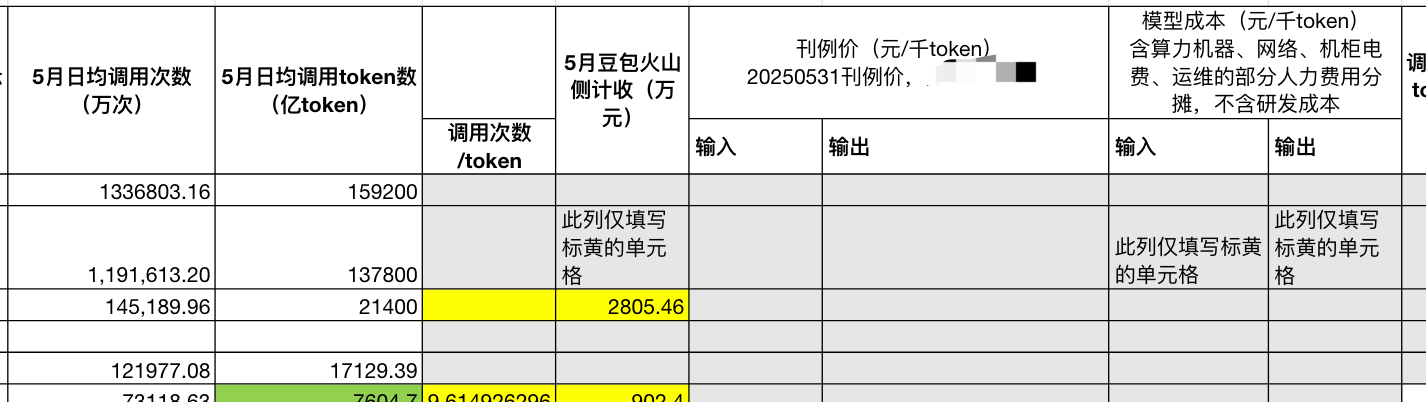 5月日均调用次数
（万次）
5月日均调用token数
（亿token）
调用次数
/token
5月豆包火山
侧计收（万
元）
刊例价（元/千token）
20250531刊例价，
输入
输出
模型成本（元/千token）
含算力机器、网络、机柜电
费、运维的部分人力费用分
摊，不含研发成本
输入
输出
调
to
1336803.16
159200
1,191,613.20
137800
此列仅填写
标黄的单元
格
此列仅填写标黄
的单元格
此列仅填写
标黄的单元
格
145,189.96
21400
2805.46
121977.08
17129.39
73118.63
7604.7
9.614926296
902.4